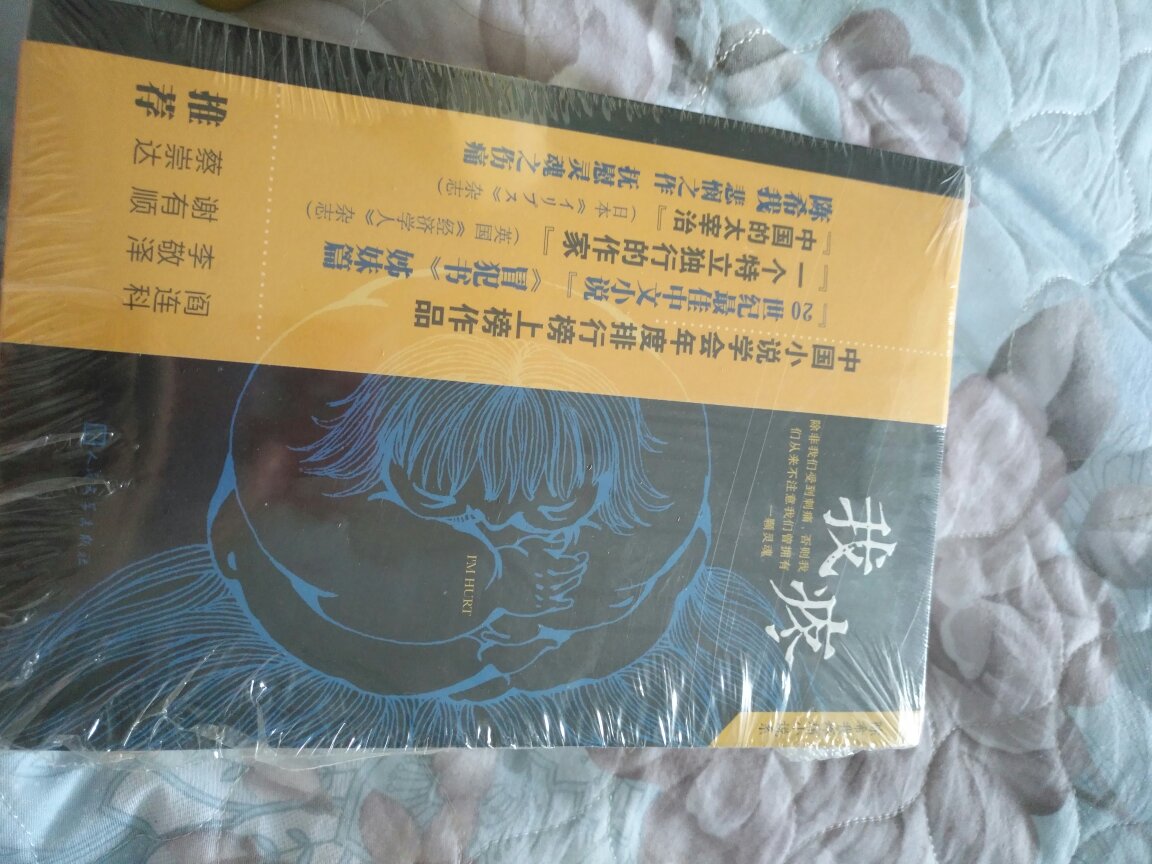 我疼
除非我们受到刺痛，否则我
们从来不注意我们曾拥有
一颗灵魂
I'M HURT
中国小说学会年度排行榜上榜作品
『20世纪最佳中文小说』《冒犯书》姊妹篇
『一个特立独行的作家』（英国《经济学人》杂志）
『中国的太宰治』（日本《イリプス》杂志）
陈希我 悲悯之作 抚慰灵魂之伤痛
阎连科
李敬泽
谢有顺
蔡崇达
推荐